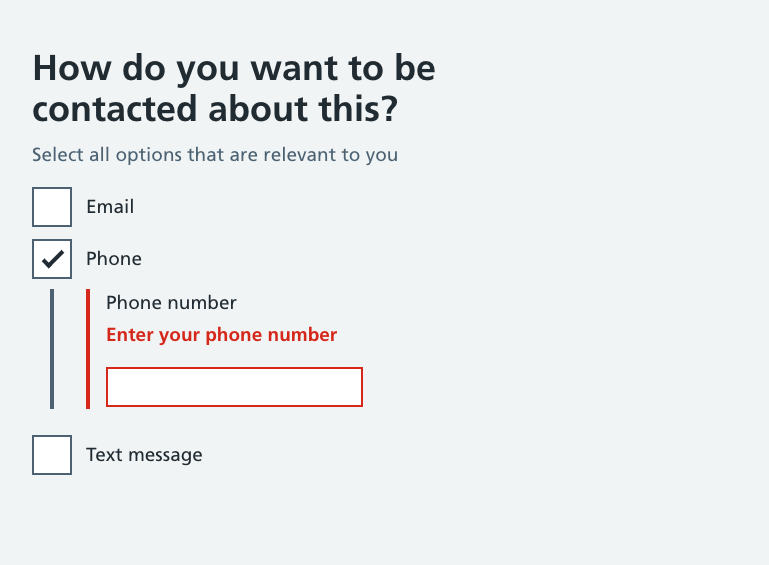 How do you want to be
contacted about this?
Select all options that are relevant to you
Email
Phone
Phone number
Enter your phone number
Text message